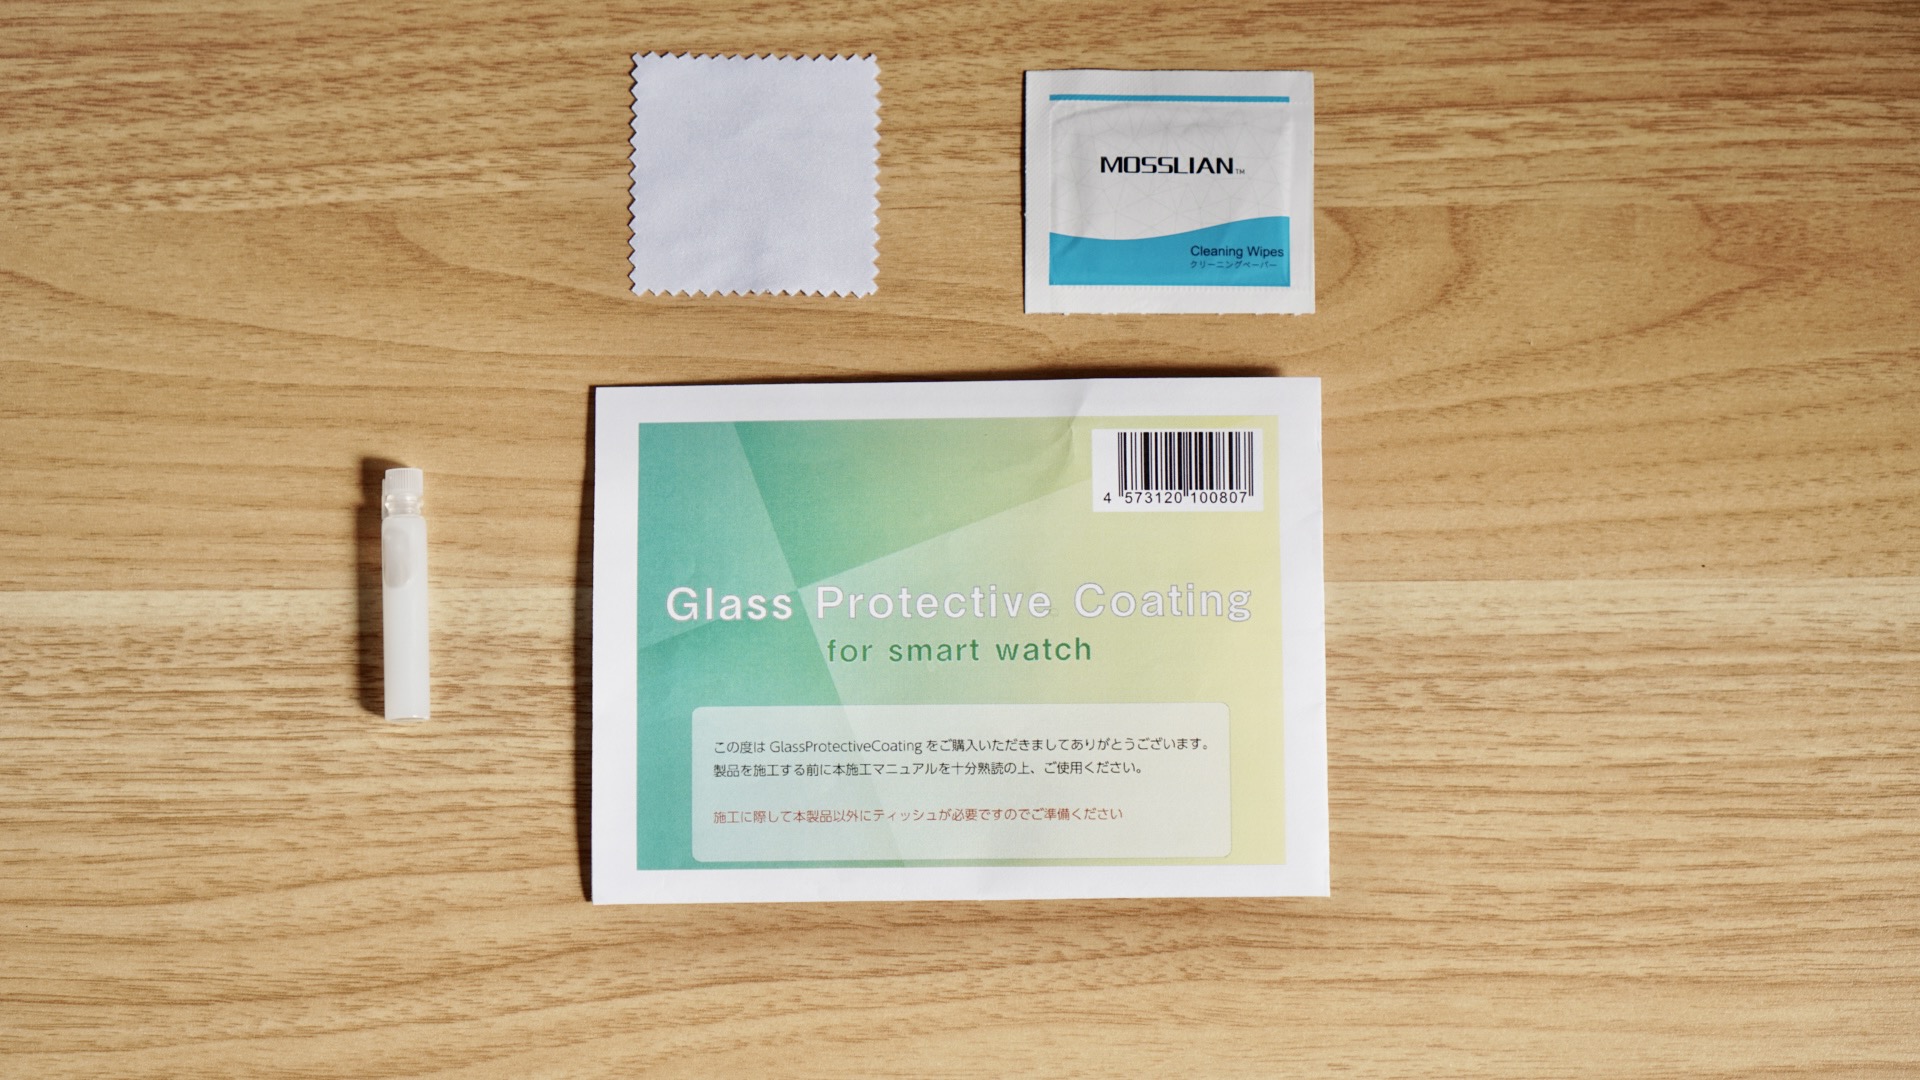 MOSSLIAN™
Cleaning Wipes
クリーニングペーパー
4 573120 100807
Glass Protective Coating
for smart watch
この度は GlassProtectiveCoating をご購入いただきましてありがとうございます。
製品を施工する前に本施工マニュアルを十分熟読の上、ご使用ください。
施工に際して本製品以外にティッシュが必要ですのでご準備ください